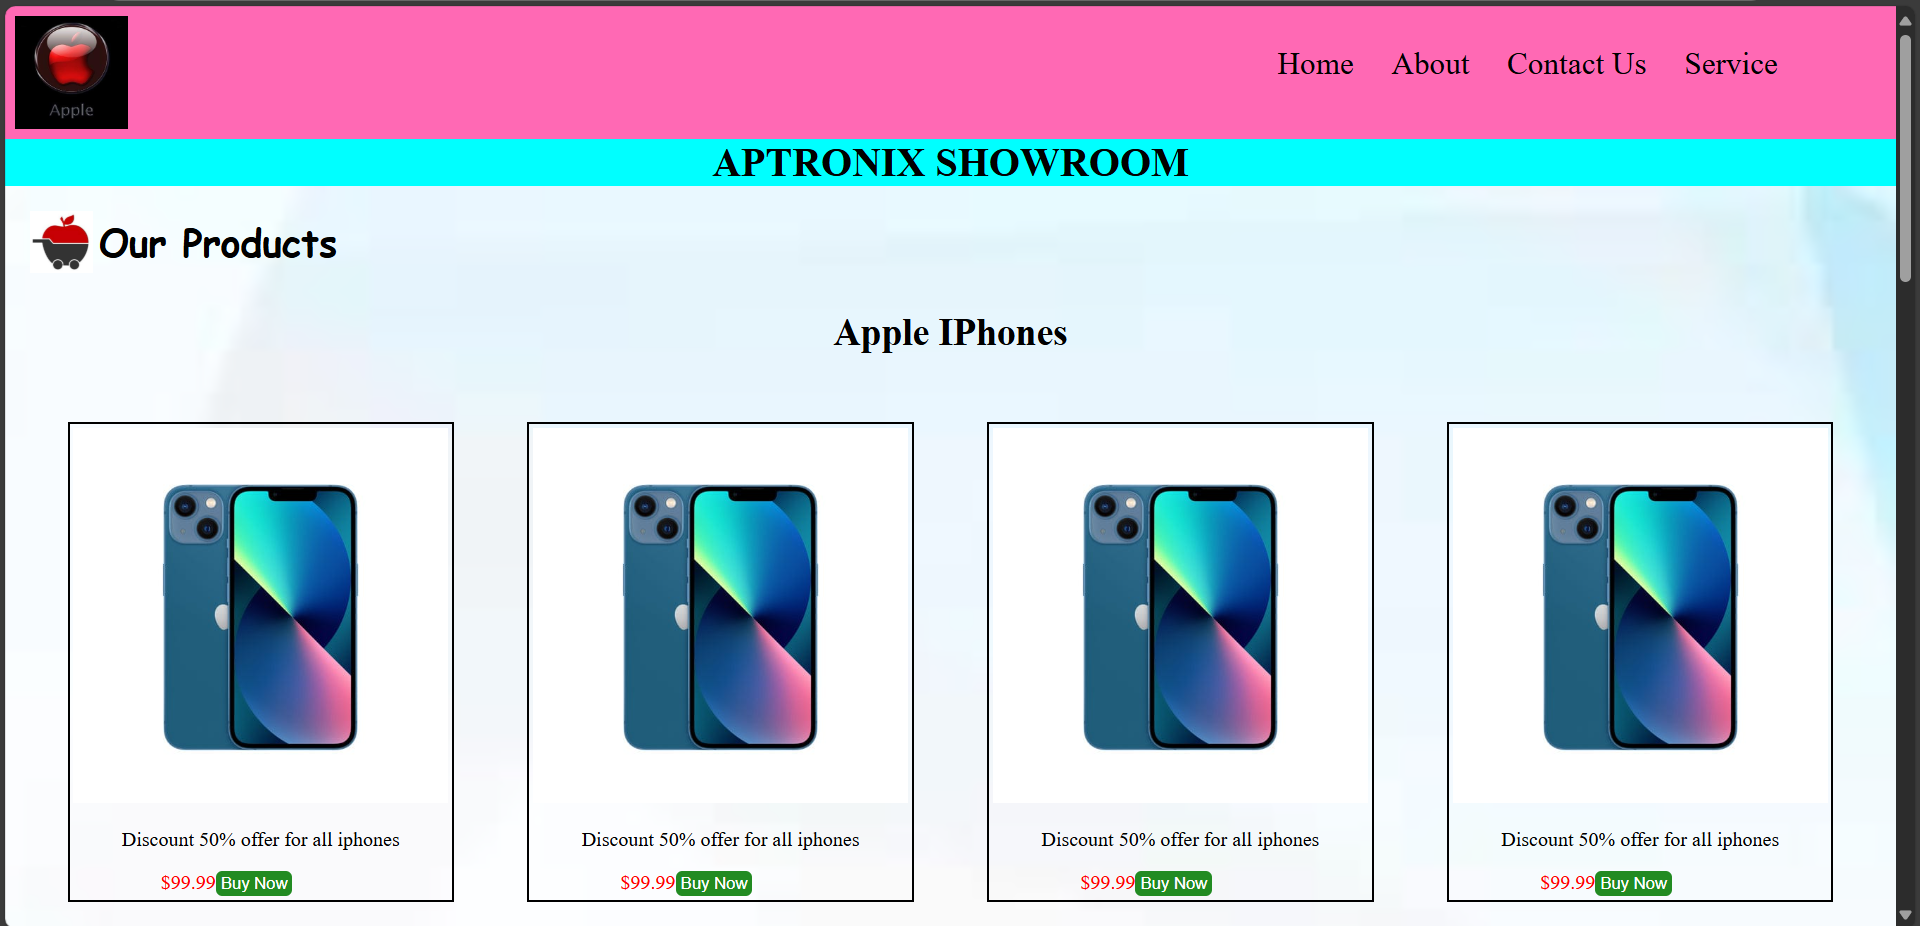 Apple
Home About Contact Us Service
APTRONIX SHOWROOM
Our Products
Apple IPhones
Discount 50% offer for all iphones
$99.99 Buy Now
Discount 50% offer for all iphones
$99.99 Buy Now
Discount 50% offer for all iphones
$99.99 Buy Now
Discount 50% offer for all iphones
$99.99 Buy Now